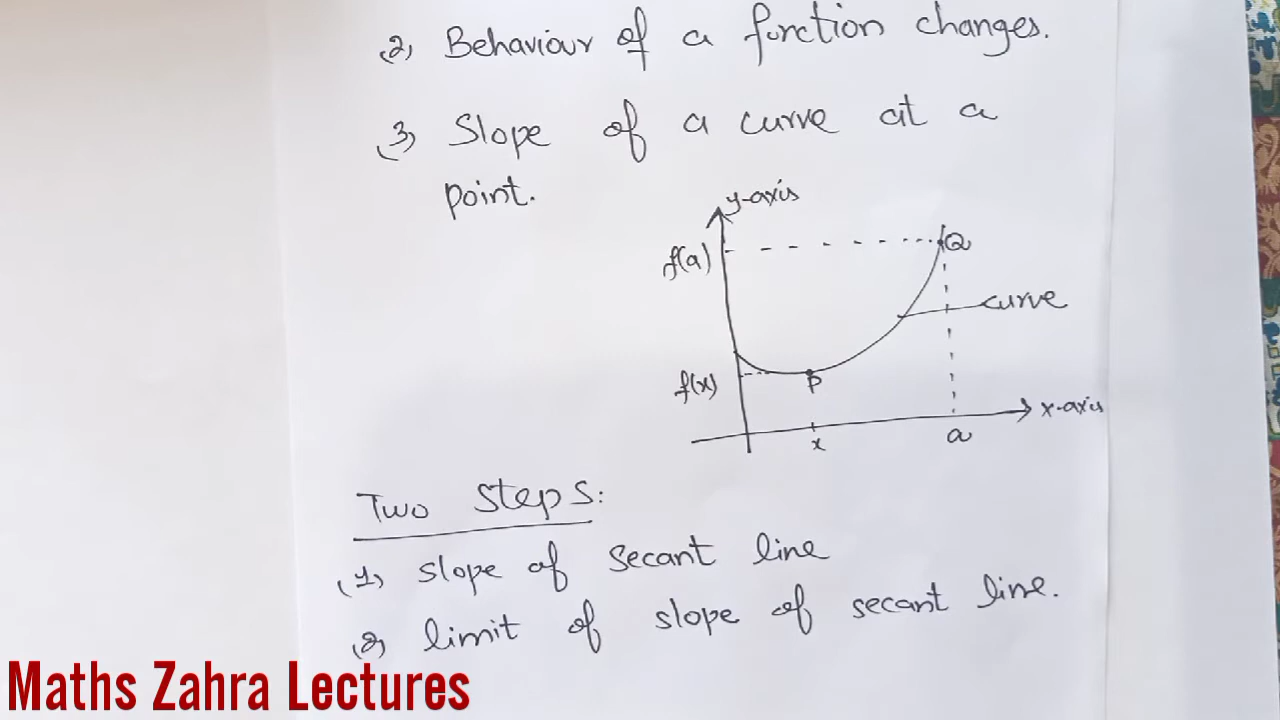 (2) Behaviour of a function changes.
(3) Slope of a curve at a
point.
y-axis
f(a)
Q
curve
f(x)
P
x-axis
x
a
Two Steps:
(1) slope of secant line
(2) limit of slope of secant line.
Maths Zahra Lectures